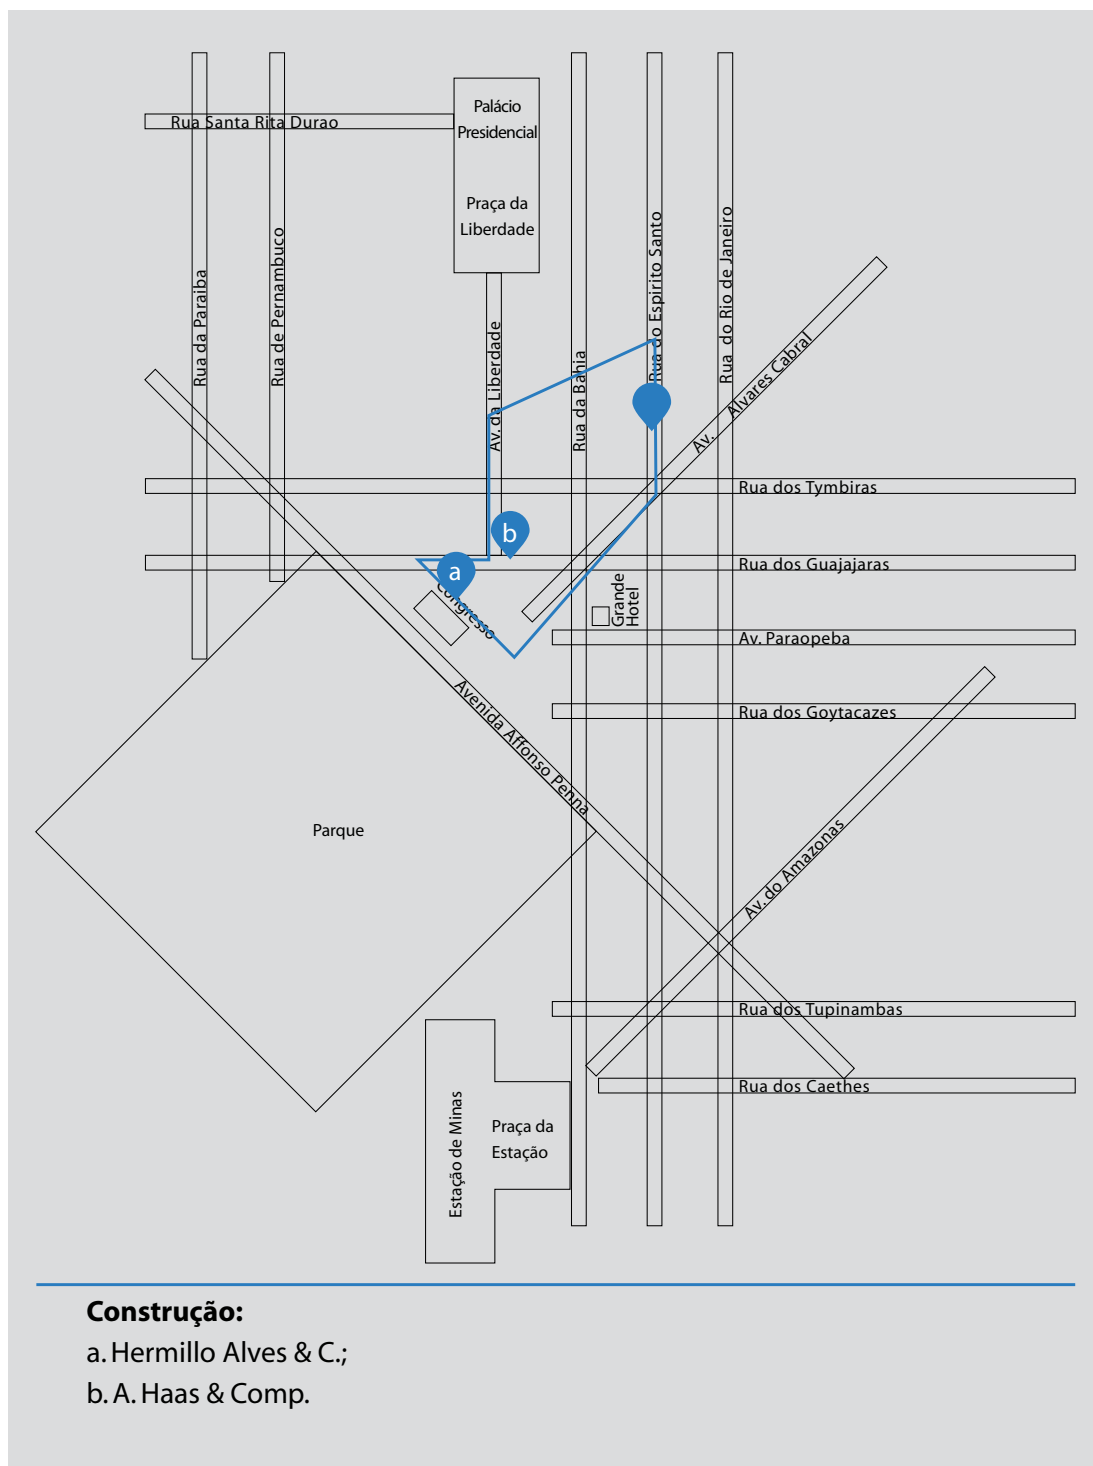 Palácio
Presidencial
Rua Santa Rita Durao
Praça da
Liberdade
Rua da Paraiba
Rua de Pernambuco
Av. da Liberdade
Rua da Bahia
Rua do Espirito Santo
Rua do Rio de Janeiro
Av. Alvares Cabral
Rua dos Tymbiras
b
Rua dos Guajajaras
a
Congresso
Grande
Hotel
Av. Paraopeba
Avenida Affonso Penna
Rua dos Goytacazes
Parque
Av. do Amazonas
Rua dos Tupinambas
Rua dos Caethes
Estação de Minas
Praça da
Estação
Construção:
a. Hermillo Alves & C.;
b. A. Haas & Comp.